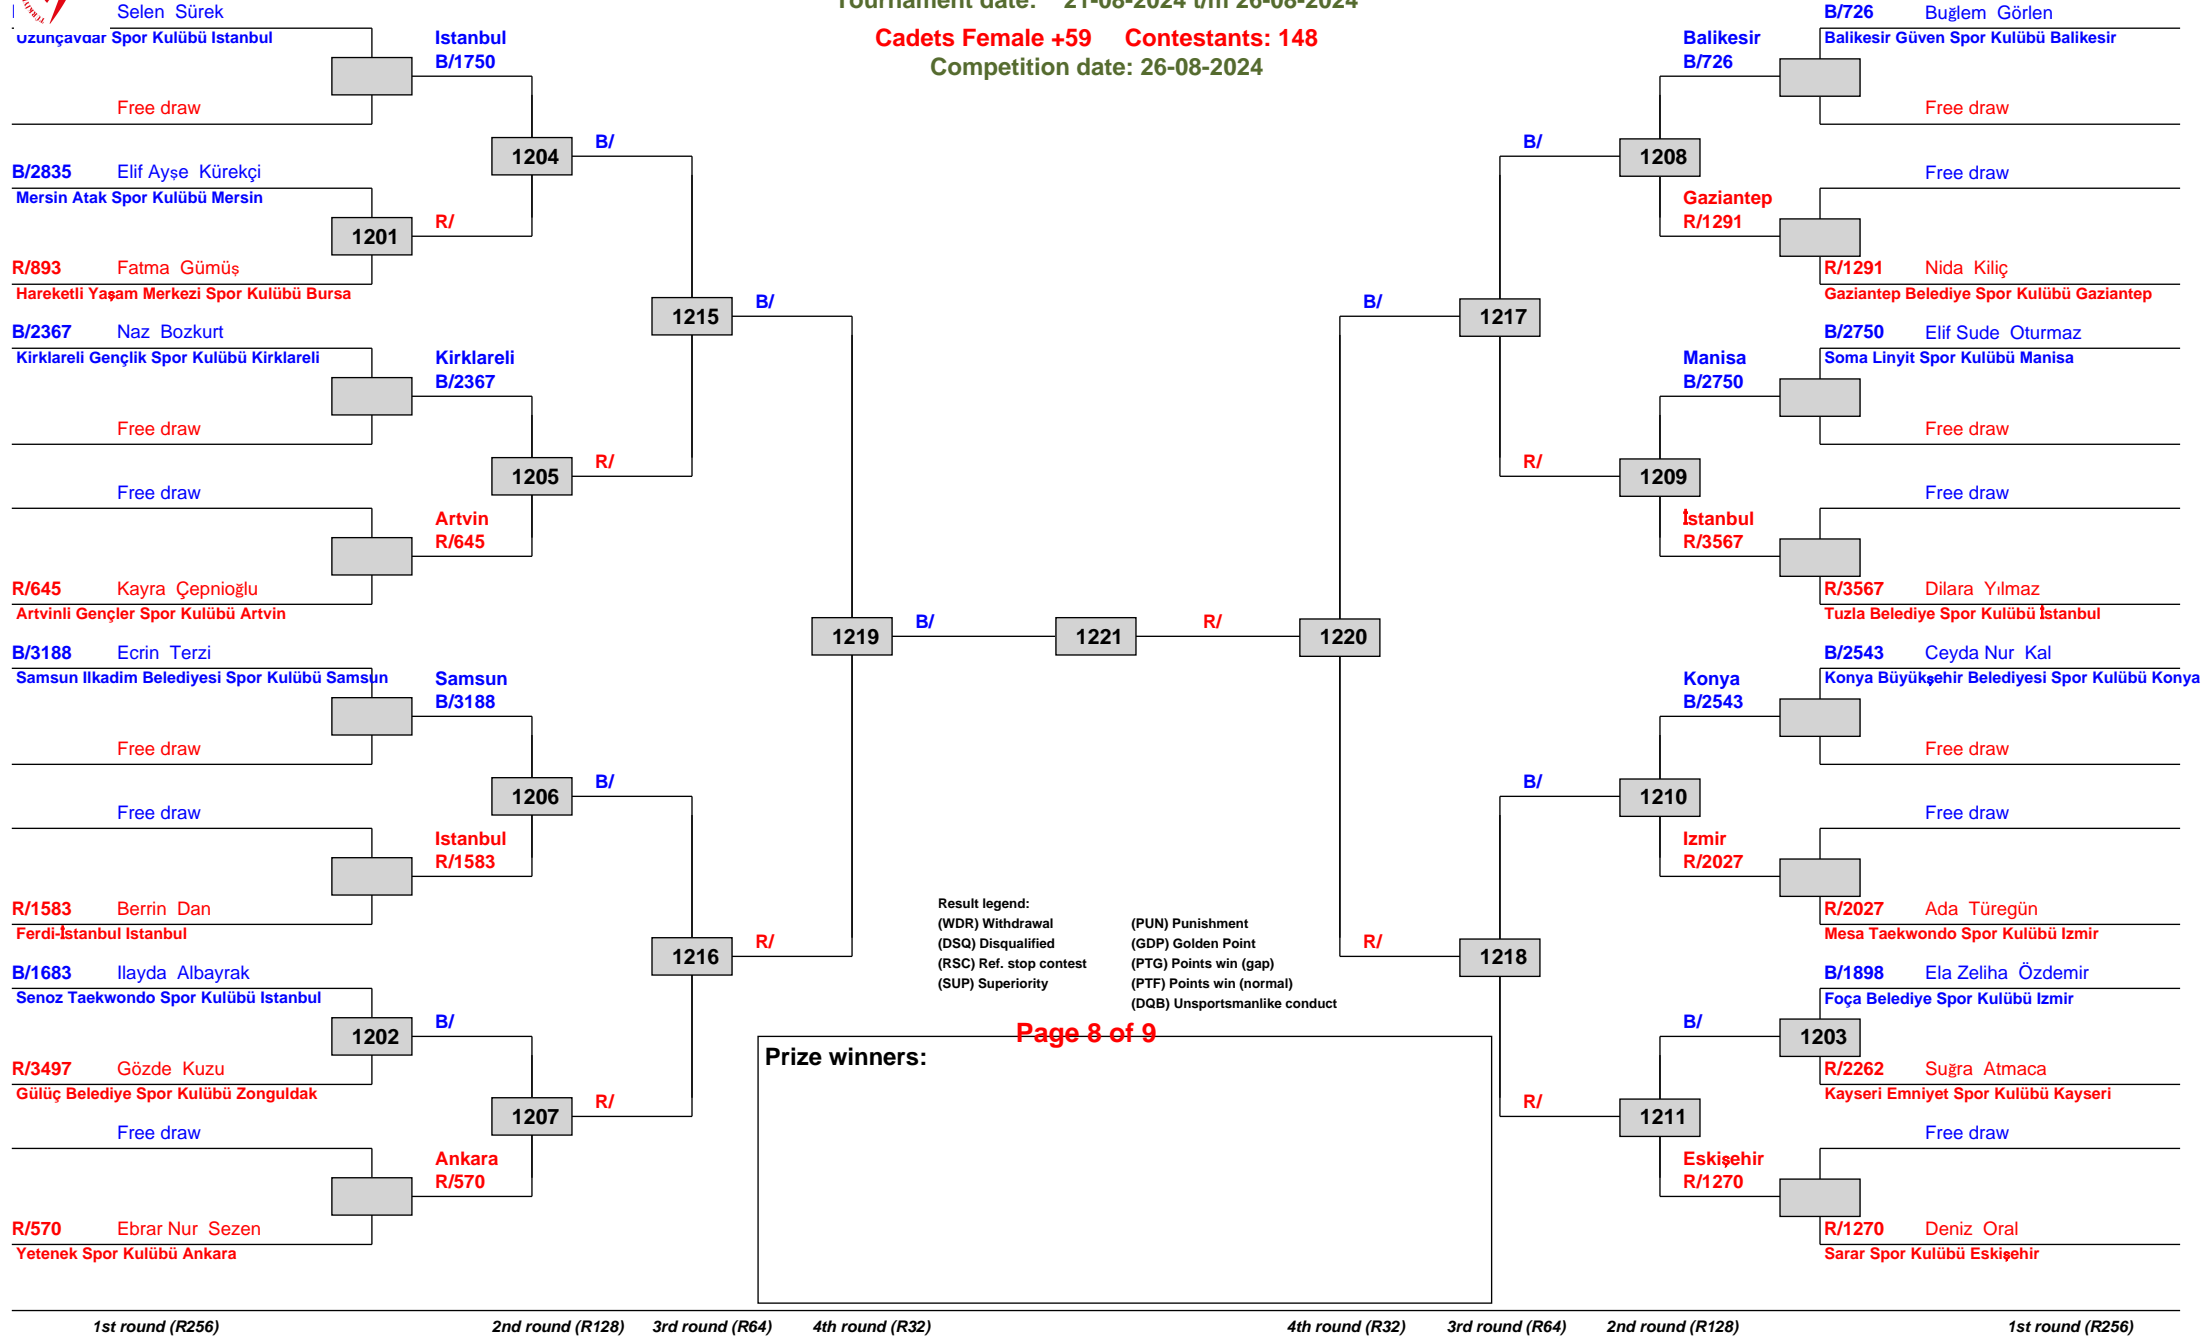 Selen Sürek
Uzunçavdar Spor Kulübü Istanbul
Free draw
B/2835 Elif Ayşe Kürekçi
Mersin Atak Spor Kulübü Mersin
1201
R/893 Fatma Gümüş
Hareketli Yaşam Merkezi Spor Kulübü Bursa
B/2367 Naz Bozkurt
Kirklareli Gençlik Spor Kulübü Kirklareli
Free draw
Free draw
R/645 Kayra Çepnioğlu
Artvinli Gençler Spor Kulübü Artvin
B/3188 Ecrin Terzi
Samsun Ilkadim Belediyesi Spor Kulübü Samsun
Free draw
Free draw
R/1583 Berrin Dan
Ferdi-İstanbul Istanbul
B/1683 Ilayda Albayrak
Senoz Taekwondo Spor Kulübü Istanbul
1202
R/3497 Gözde Kuzu
Gülüç Belediye Spor Kulübü Zonguldak
Free draw
R/570 Ebrar Nur Sezen
Yetenek Spor Kulübü Ankara
Istanbul
B/1750
1204
R/
Kirklareli
B/2367
1205
Artvin
R/645
Samsun
B/3188
1206
Istanbul
R/1583
B/
1207
Ankara
R/570
B/
1215
R/
B/
1216
R/
B/
1219
R/
B/
1221
R/
Tournament date: 21-08-2024 t/m 26-08-2024
Cadets Female +59 Contestants: 148
Competition date: 26-08-2024
Result legend:
(WDR) Withdrawal (PUN) Punishment
(DSQ) Disqualified (GDP) Golden Point
(RSC) Ref. stop contest (PTG) Points win (gap)
(SUP) Superiority (PTF) Points win (normal)
(DQB) Unsportsmanlike conduct
Page 8 of 9
Prize winners:
B/
1220
R/
B/
1217
R/
B/
1218
R/
Balikesir
B/726
1208
Gaziantep
R/1291
Manisa
B/2750
1209
İstanbul
R/3567
Konya
B/2543
1210
Izmir
R/2027
B/
1211
Eskişehir
R/1270
B/726 Buğlem Görlen
Balikesir Güven Spor Kulübü Balikesir
Free draw
Free draw
R/1291 Nida Kiliç
Gaziantep Belediye Spor Kulübü Gaziantep
B/2750 Elif Sude Oturmaz
Soma Linyit Spor Kulübü Manisa
Free draw
Free draw
R/3567 Dilara Yılmaz
Tuzla Belediye Spor Kulübü İstanbul
B/2543 Ceyda Nur Kal
Konya Büyükşehir Belediyesi Spor Kulübü Konya
Free draw
Free draw
R/2027 Ada Türegün
Mesa Taekwondo Spor Kulübü Izmir
B/1898 Ela Zeliha Özdemir
Foça Belediye Spor Kulübü Izmir
1203
R/2262 Suğra Atmaca
Kayseri Emniyet Spor Kulübü Kayseri
Free draw
R/1270 Deniz Oral
Sarar Spor Kulübü Eskişehir
1st round (R256) 2nd round (R128) 3rd round (R64) 4th round (R32) 4th round (R32) 3rd round (R64) 2nd round (R128) 1st round (R256)